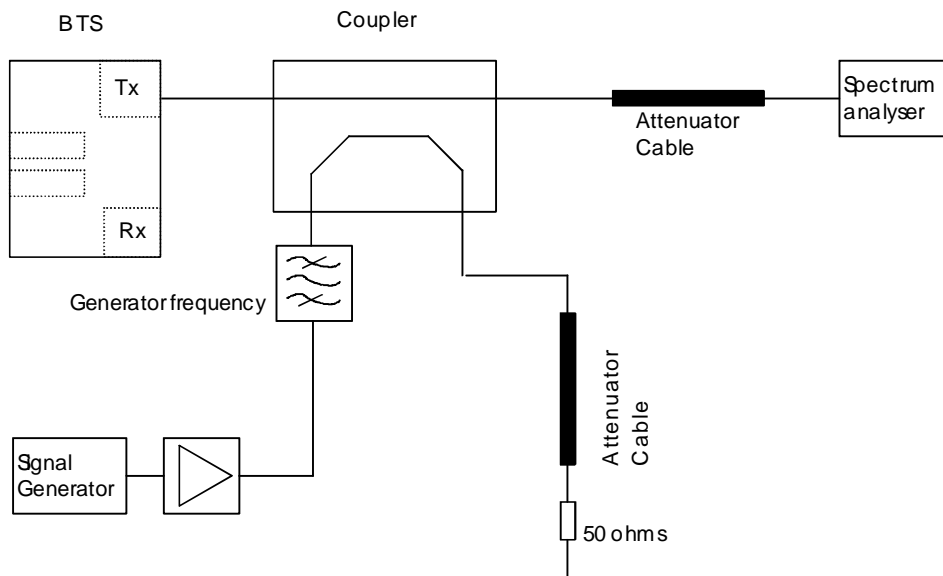 BTS
Coupler
Tx
Spectrum
analyser
Attenuator
Cable
Rx
Generator frequency
Attenuator
Cable
Signal
Generator
50 ohms